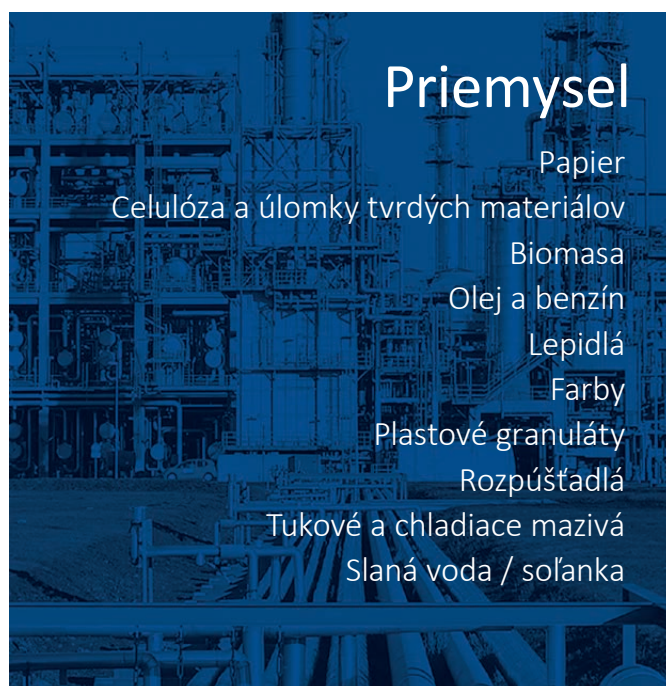 Priemysel
Papier
Celulóza a úlomky tvrdých materiálov
Biomasa
Olej a benzín
Lepidlá
Farby
Plastové granuláty
Rozpúšťadlá
Tukové a chladiace mazivá
Slaná voda / soľanka